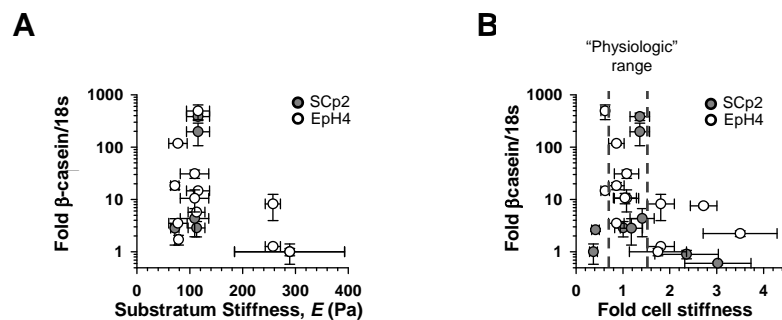 A
Fold β-casein/18s
1000
100
10
1
0
100
200
300
400
Substratum Stiffness, E (Pa)
SCp2
EpH4
B
“Physiologic”
range
Fold βcasein/18s
1000
100
10
1
0
1
2
3
4
Fold cell stiffness
SCp2
EpH4